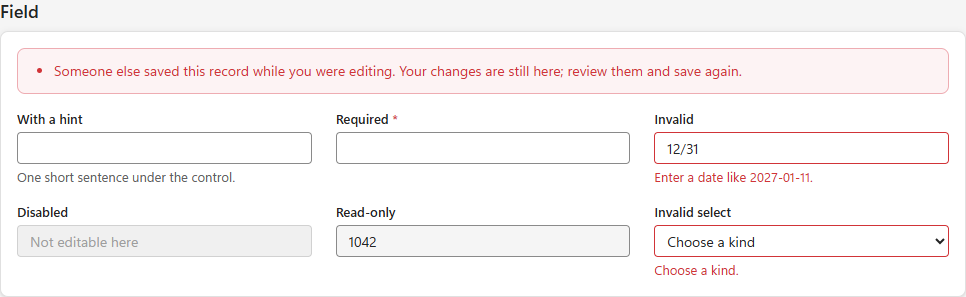 Field
Someone else saved this record while you were editing. Your changes are still here; review them and save again.
With a hint
Required *
Invalid
12/31
One short sentence under the control.
Enter a date like 2027-01-11.
Disabled
Read-only
Invalid select
Not editable here
1042
Choose a kind
Choose a kind.